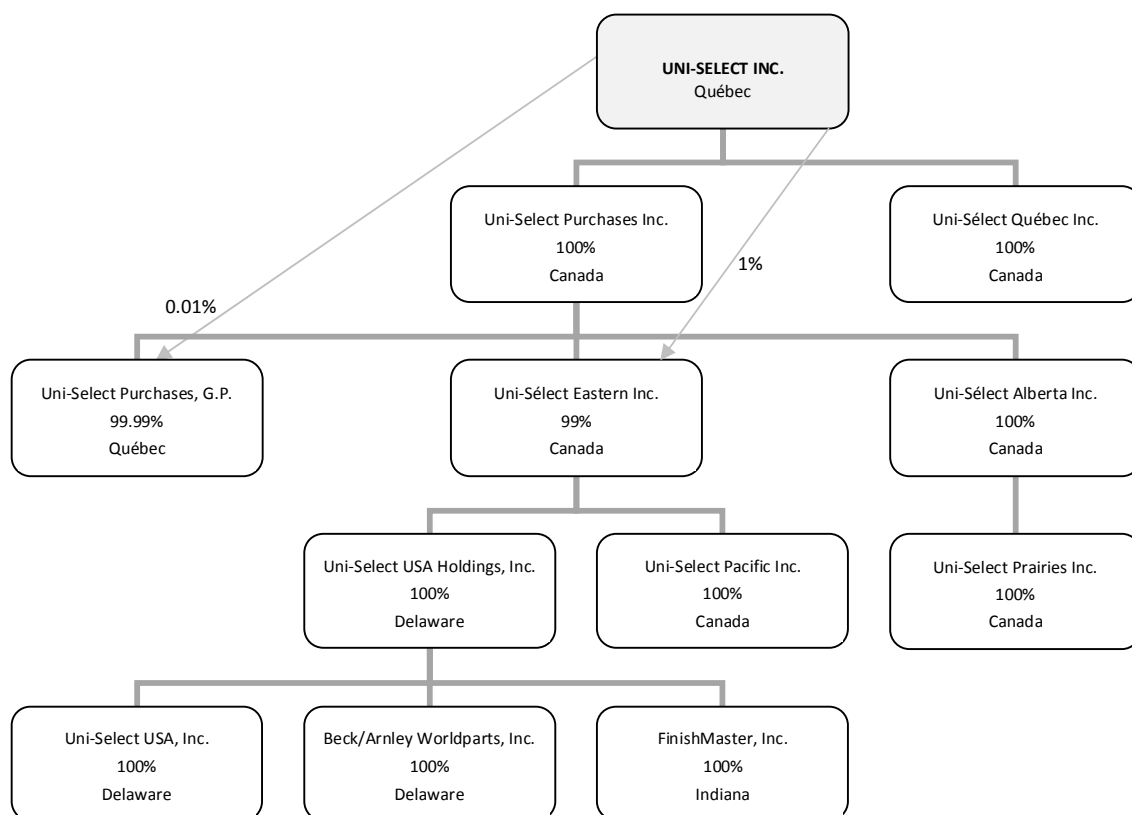 UNI-SELECT INC.
Québec
Uni-Select Purchases Inc.
100%
Canada
Uni-Sélect Québec Inc.
100%
Canada
1%
0.01%
Uni-Select Purchases, G.P.
99.99%
Québec
Uni-Sélect Eastern Inc.
99%
Canada
Uni-Sélect Alberta Inc.
100%
Canada
Uni-Select USA Holdings, Inc.
100%
Delaware
Uni-Select Pacific Inc.
100%
Canada
Uni-Select Prairies Inc.
100%
Canada
Uni-Select USA, Inc.
100%
Delaware
Beck/Arnley Worldparts, Inc.
100%
Delaware
FinishMaster, Inc.
100%
Indiana